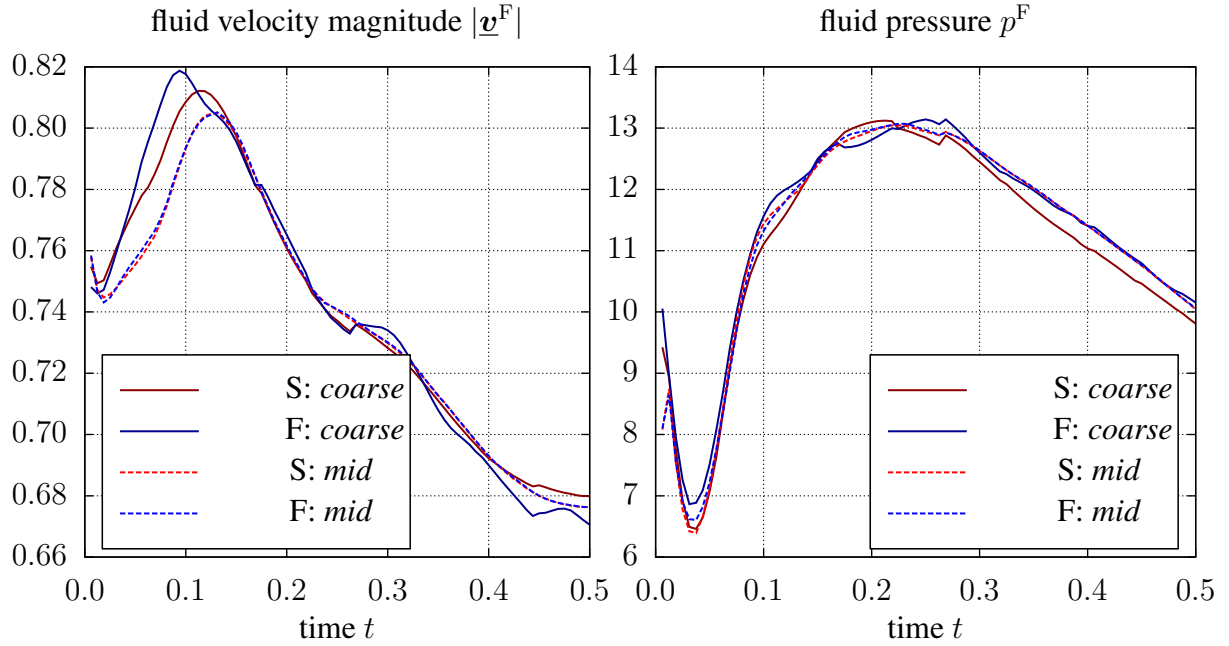 fluid velocity magnitude |v^F|
0.82
0.80
0.78
0.76
0.74
0.72
0.70
0.68
0.66
S: coarse
F: coarse
S: mid
F: mid
0.0 0.1 0.2 0.3 0.4 0.5
time t
fluid pressure p^F
14
13
12
11
10
9
8
7
6
S: coarse
F: coarse
S: mid
F: mid
0.0 0.1 0.2 0.3 0.4 0.5
time t